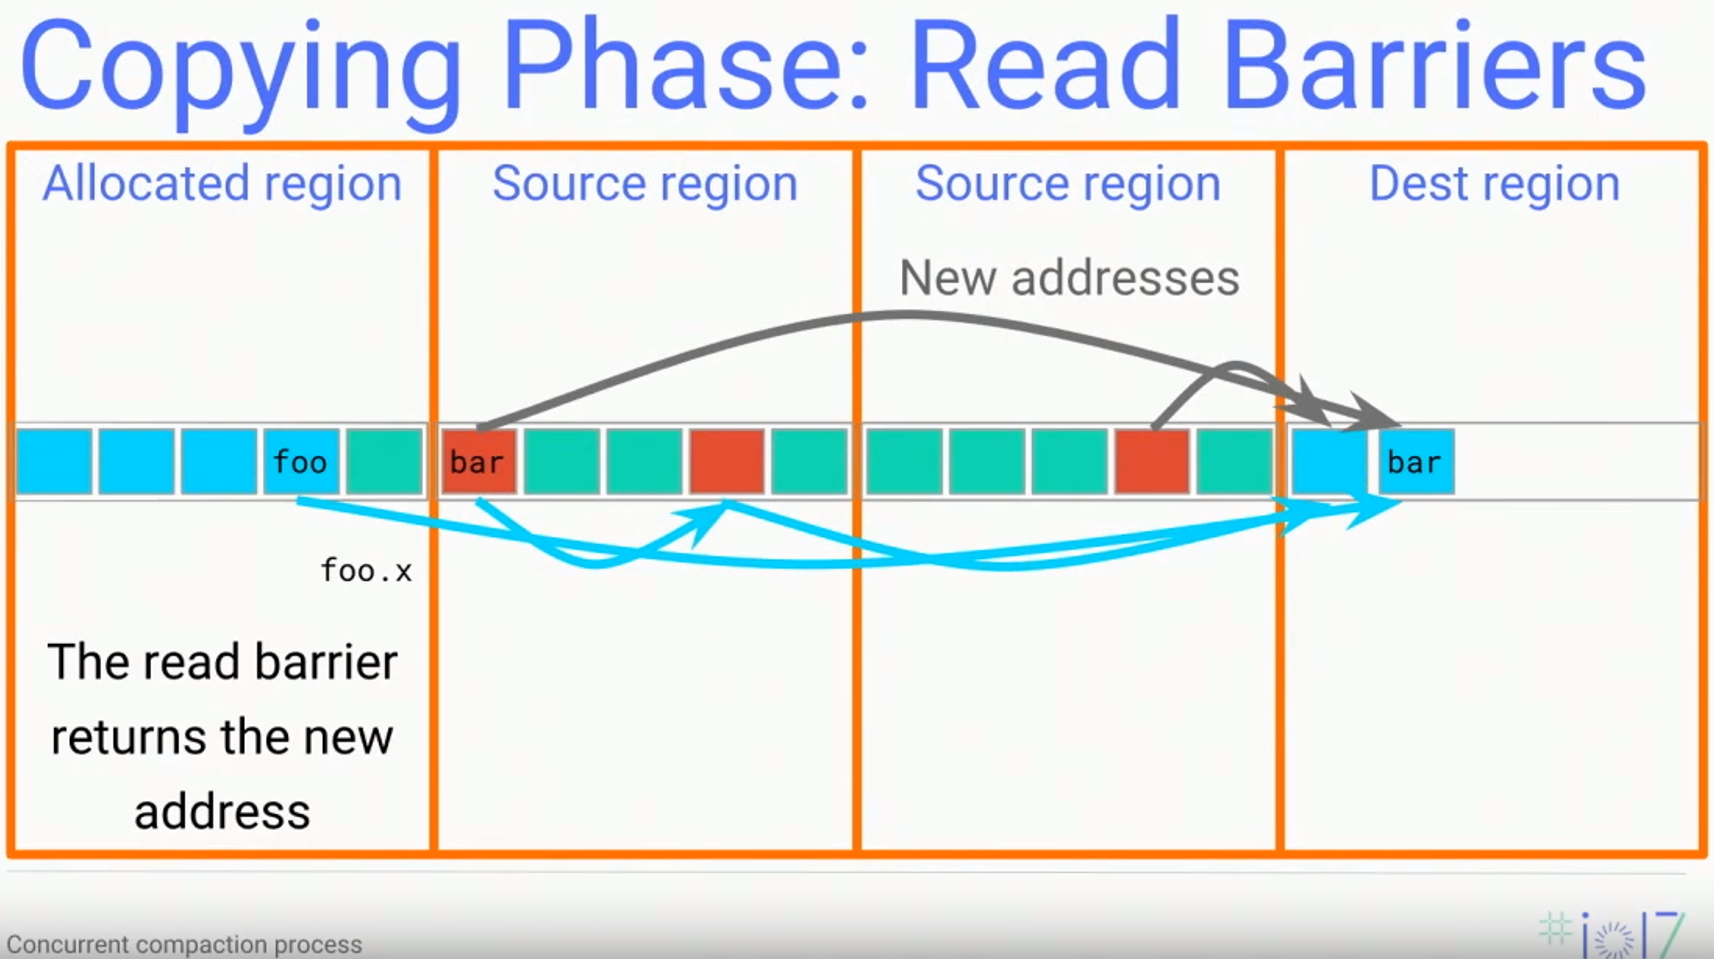 Copying Phase: Read Barriers
Allocated region
Source region
Source region
Dest region
New addresses
foo
bar
bar
foo.x
The read barrier
returns the new
address
Concurrent compaction process
#io17